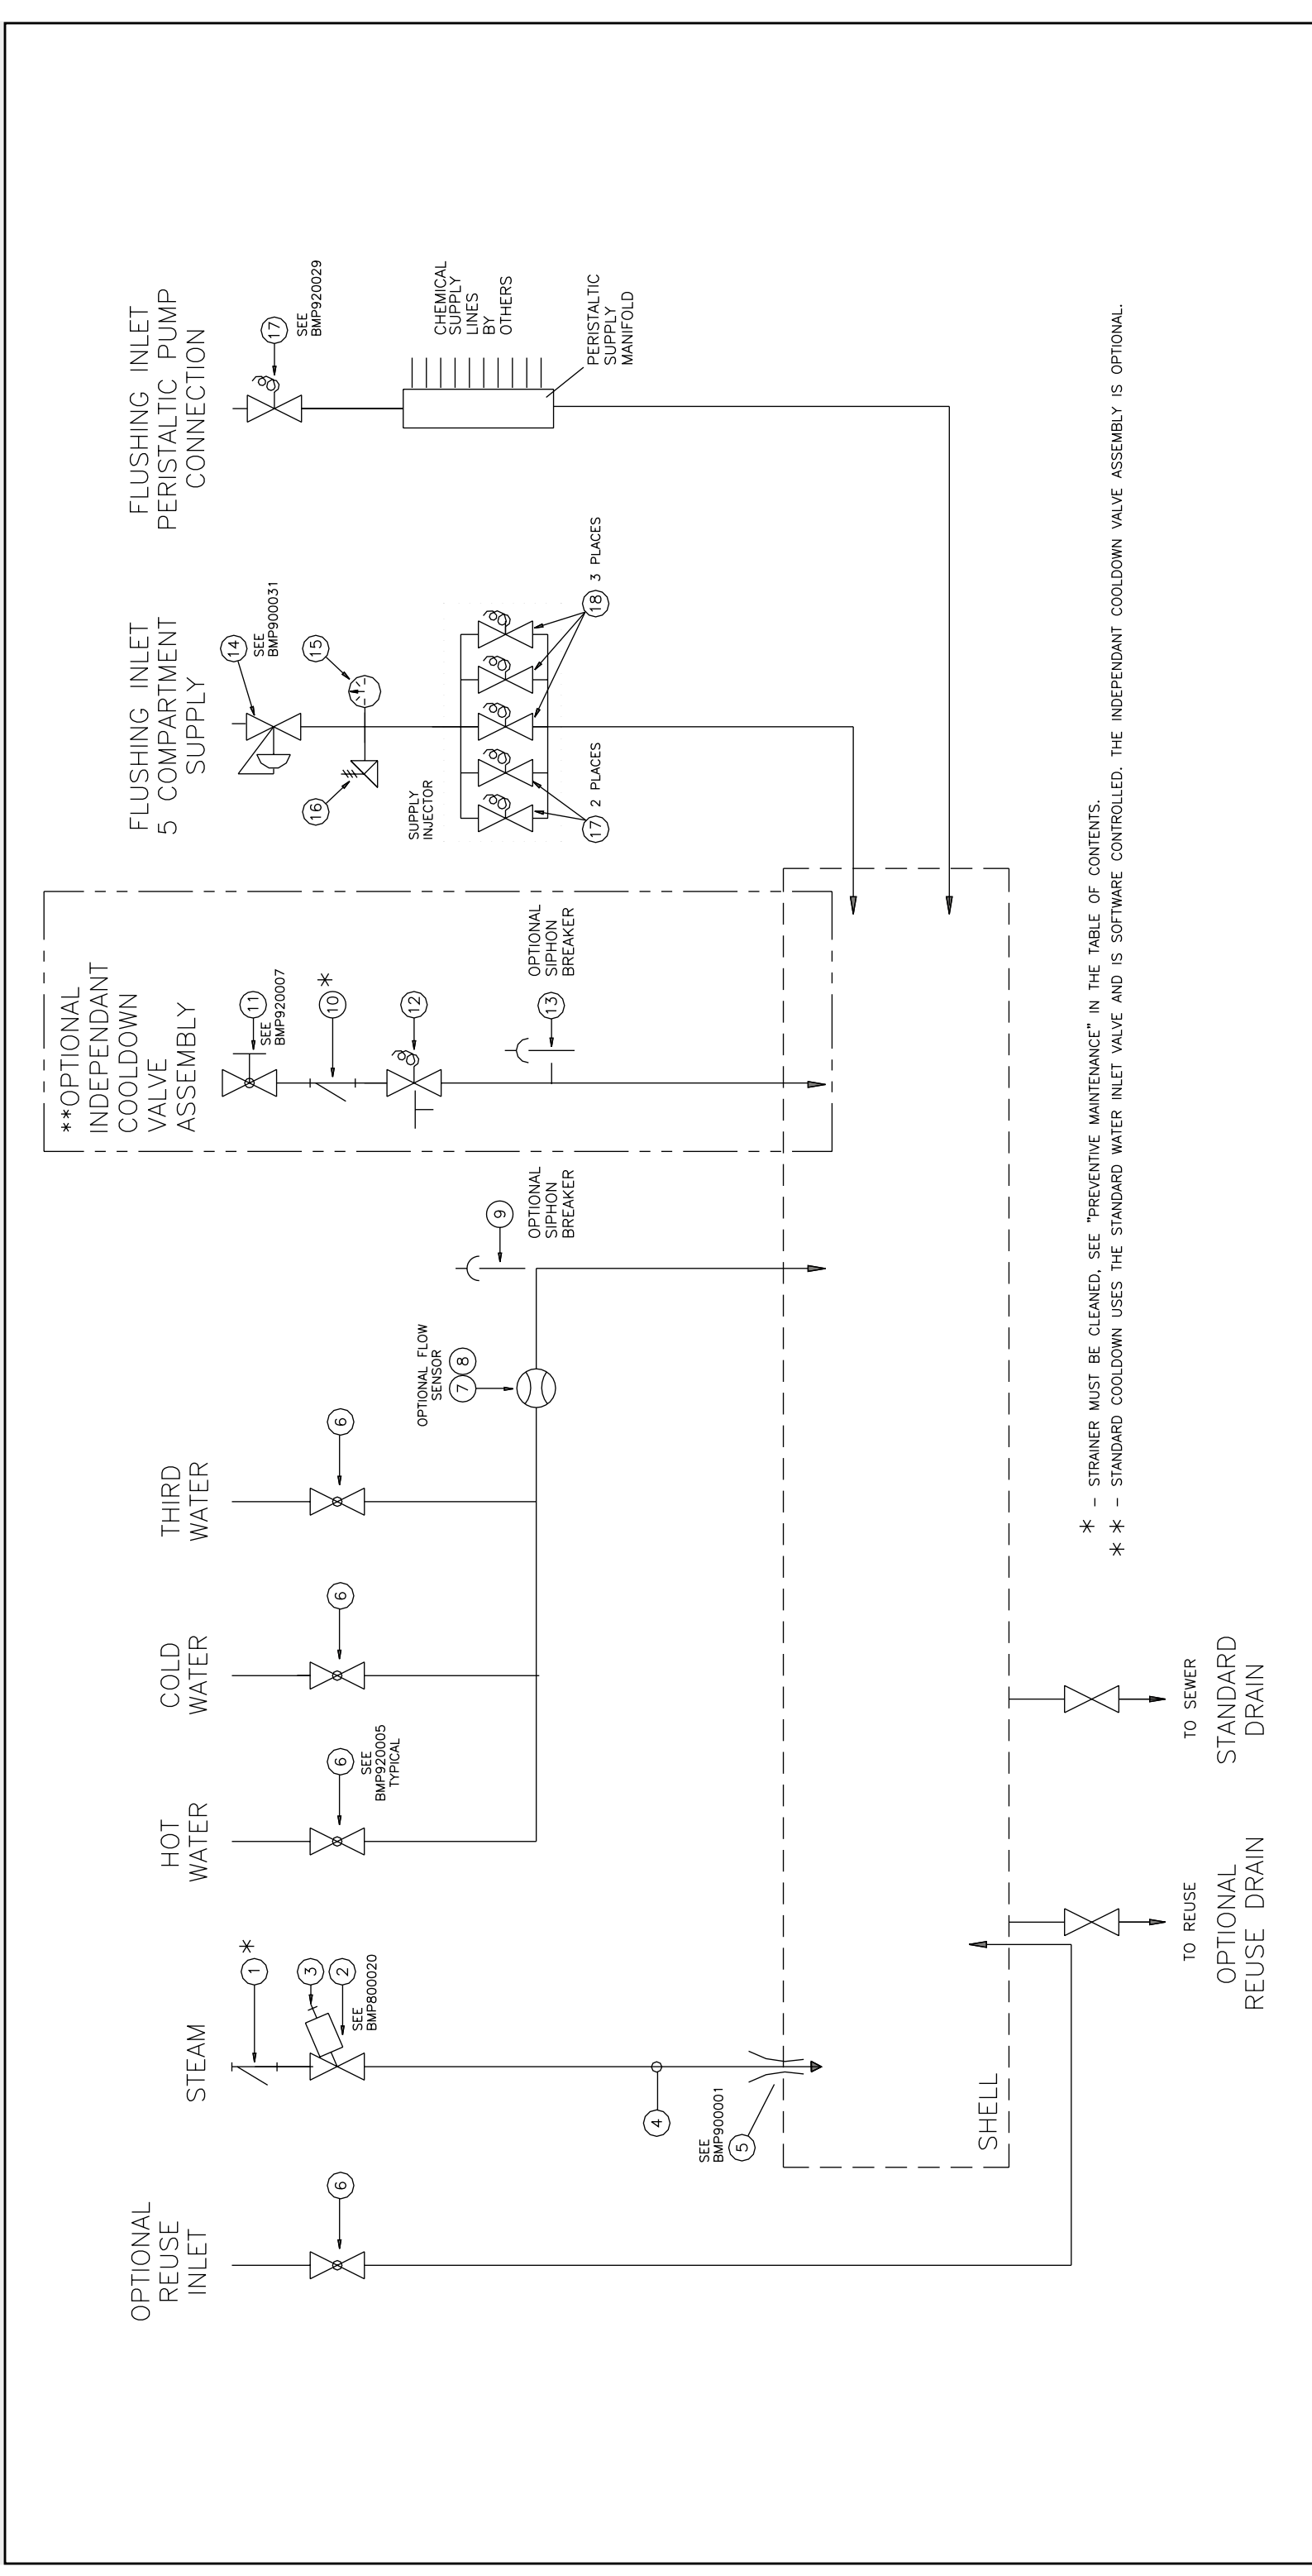 OPTIONAL
REUSE
INLET
6
STEAM
1
*
3
2
SEE
BMP800020
4
SEE
BMP900001
5
SHELL
HOT
WATER
6
SEE
BMP920005
TYPICAL
COLD
WATER
6
THIRD
WATER
6
OPTIONAL FLOW
SENSOR
7
8
9
OPTIONAL
SIPHON
BREAKER
**OPTIONAL
INDEPENDANT
COOLDOWN
VALVE
ASSEMBLY
11
SEE
BMP920007
10
*
12
13
OPTIONAL
SIPHON
BREAKER
FLUSHING INLET
5 COMPARTMENT
SUPPLY
14
SEE
BMP900031
15
16
SUPPLY
INJECTOR
17 2 PLACES
18 3 PLACES
FLUSHING INLET
PERISTALTIC PUMP
CONNECTION
17
SEE
BMP920029
CHEMICAL
SUPPLY
LINES
BY
OTHERS
PERISTALTIC
SUPPLY
MANIFOLD
TO REUSE
OPTIONAL
REUSE DRAIN
TO SEWER
STANDARD
DRAIN
* – STRAINER MUST BE CLEANED, SEE "PREVENTIVE MAINTENANCE" IN THE TABLE OF CONTENTS.
* * – STANDARD COOLDOWN USES THE STANDARD WATER INLET VALVE AND IS SOFTWARE CONTROLLED. THE INDEPENDANT COOLDOWN VALVE ASSEMBLY IS OPTIONAL.